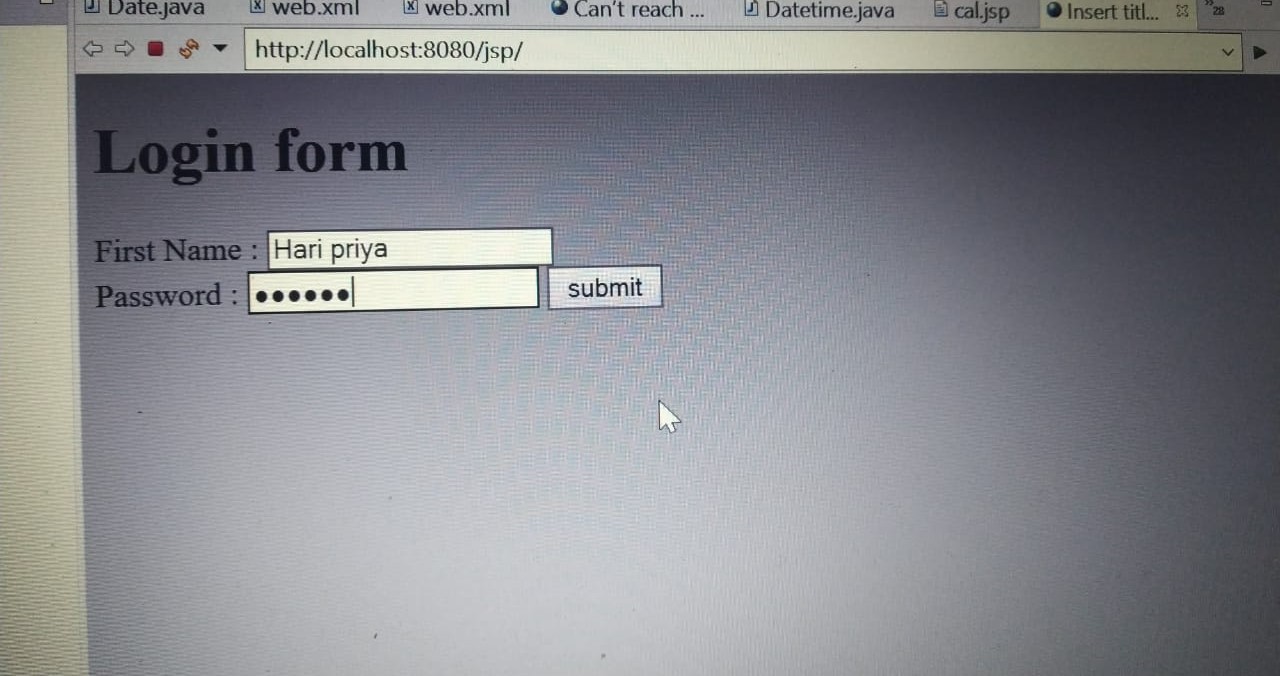 Date.java web.xml web.xml Can't reach ... Datetime.java cal.jsp Insert titl... 28
http://localhost:8080/jsp/
Login form
First Name : Hari priya
Password : ●●●●●● submit